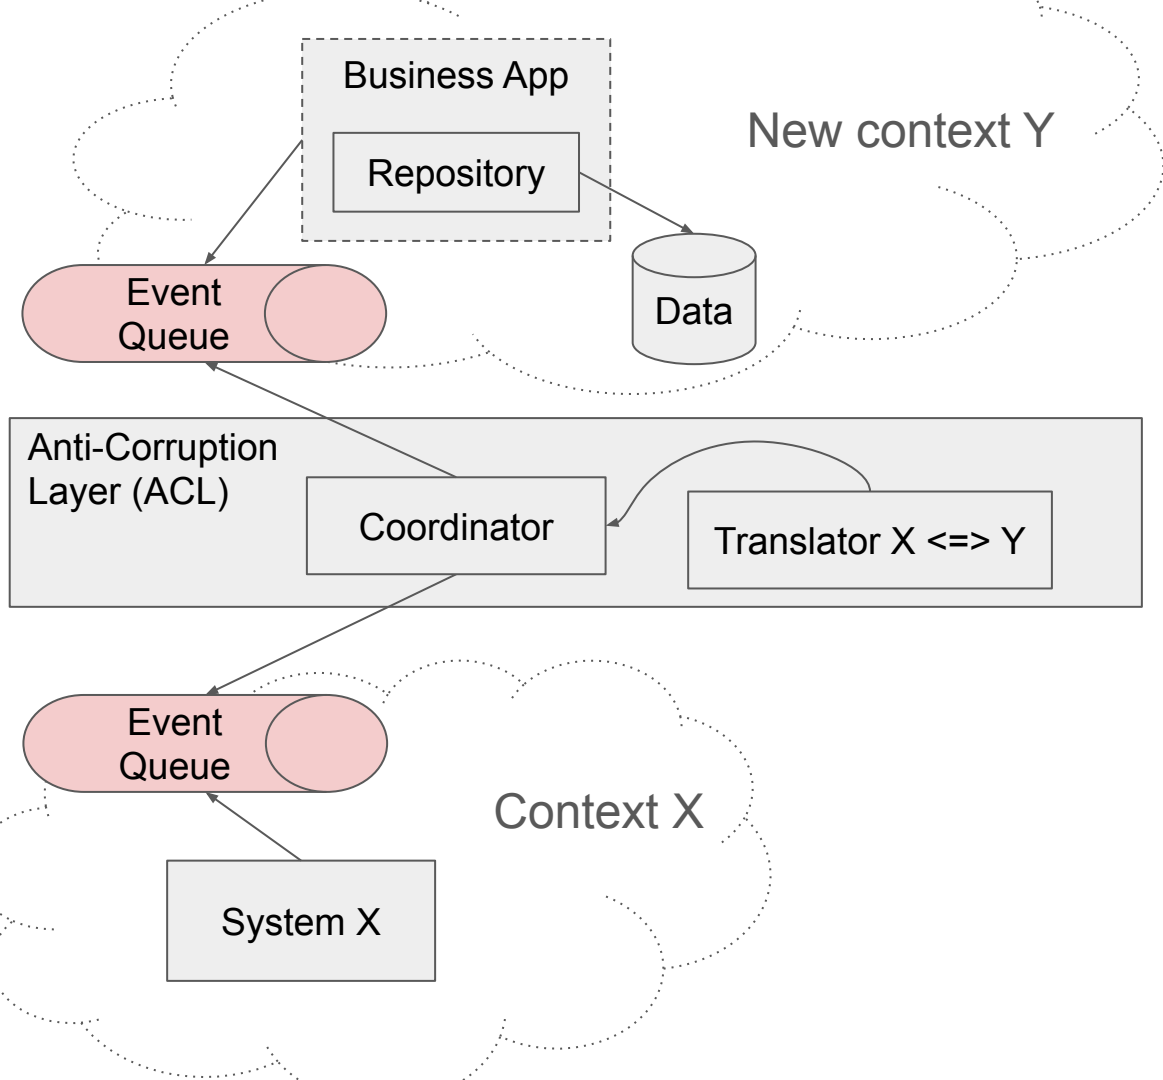 Business App
New context Y
Repository
Event
Queue
Data
Anti-Corruption
Layer (ACL)
Coordinator
Translator X <=> Y
Event
Queue
Context X
System X